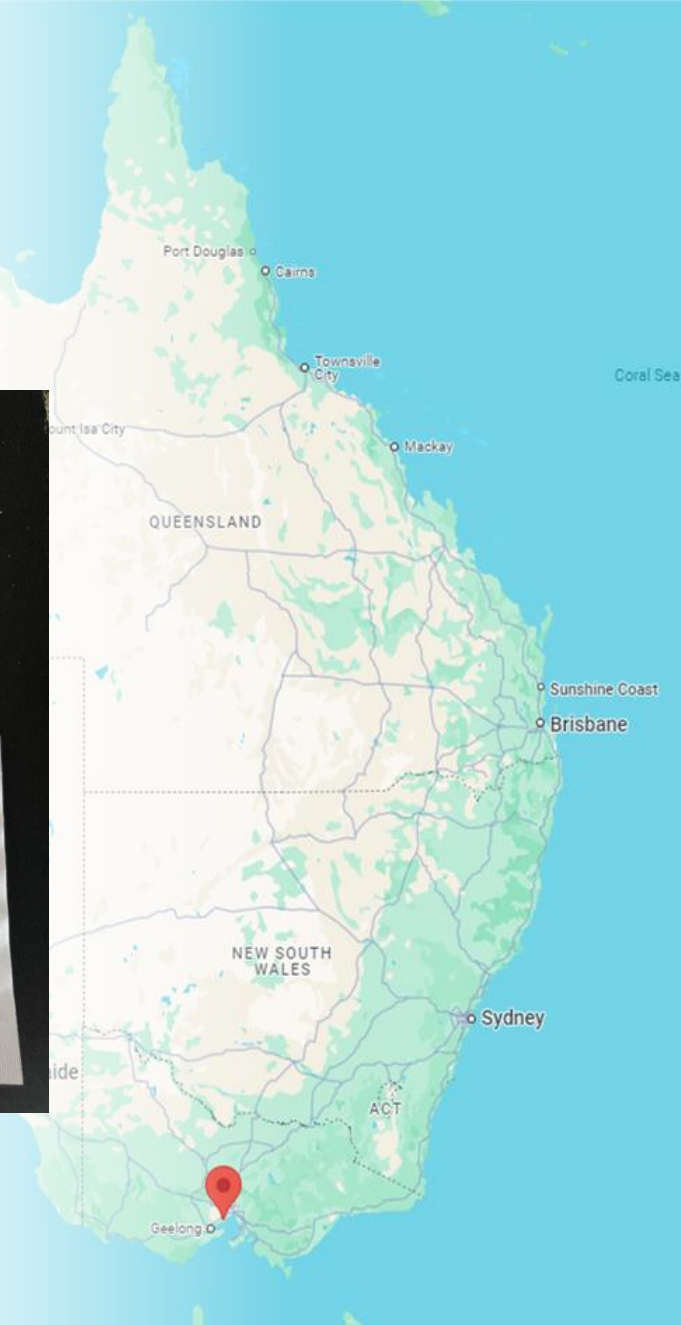 Port Douglas
Cairns
Townsville
City
Coral Sea
ount Isa City
Mackay
QUEENSLAND
Sunshine Coast
Brisbane
NEW SOUTH
WALES
Sydney
aide
ACT
Geelong